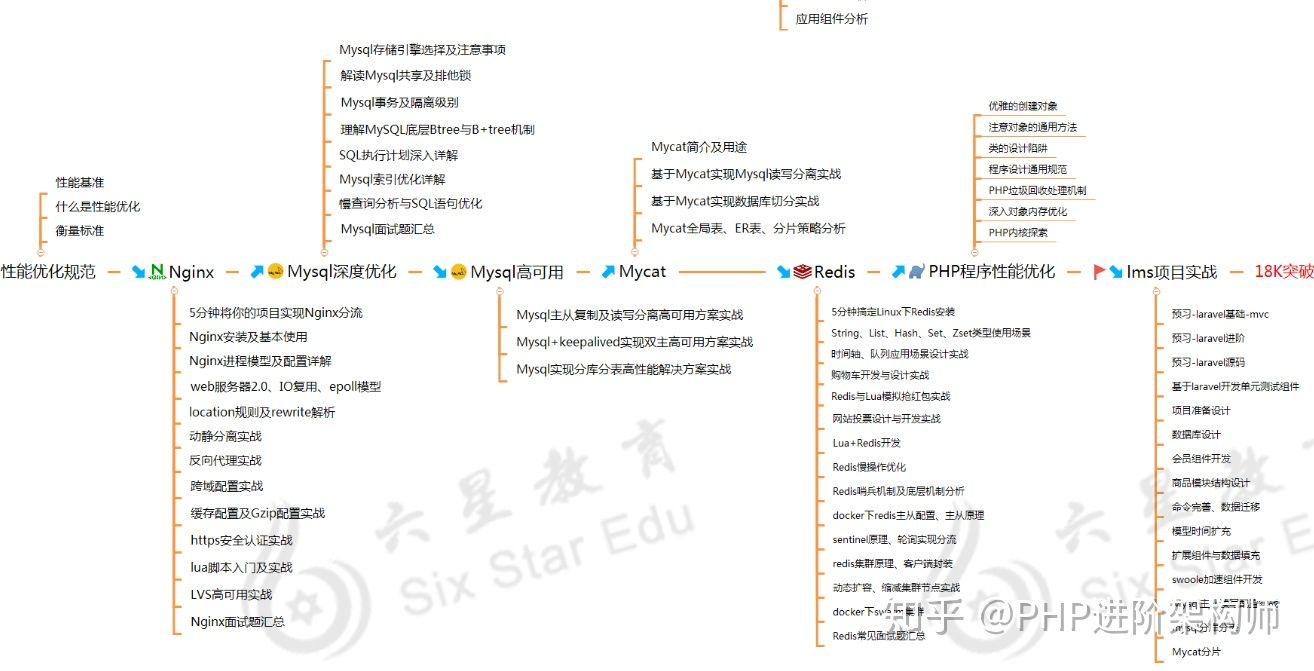 应用组件分析
性能基准
什么是性能优化
衡量标准
性能优化规范
Nginx
5分钟将你的项目实现Nginx分流
Nginx安装及基本使用
Nginx进程模型及配置详解
web服务器2.0、IO复用、epoll模型
location规则及rewrite解析
动静分离实战
反向代理实战
跨域配置实战
缓存配置及Gzip配置实战
https安全认证实战
lua脚本入门及实战
LVS高可用实战
Nginx面试题汇总
Mysql存储引擎选择及注意事项
解读Mysql共享及排他锁
Mysql事务及隔离级别
理解MySQL底层Btree与B+tree机制
SQL执行计划深入详解
Mysql索引优化详解
慢查询分析与SQL语句优化
Mysql面试题汇总
Mysql深度优化
Mysql高可用
Mysql主从复制及读写分离高可用方案实战
Mysql+keepalived实现双主高可用方案实战
Mysql实现分库分表高性能解决方案实战
Mycat简介及用途
基于Mycat实现Mysql读写分离实战
基于Mycat实现数据库切分实战
Mycat全局表、ER表、分片策略分析
Mycat
Redis
5分钟搞定Linux下Redis安装
String、List、Hash、Set、Zset类型使用场景
时间轴、队列应用场景设计实战
购物车开发与设计实战
Redis与Lua模拟抢红包实战
网站投票设计与开发实战
Lua+Redis开发
Redis慢操作优化
Redis哨兵机制及底层机制分析
docker下redis主从配置、主从原理
sentinel原理、轮询实现分流
redis集群原理、客户端封装
动态扩容、缩减集群节点实战
docker下swarm集群
Redis常见面试题汇总
优雅的创建对象
注意对象的通用方法
类的设计陷阱
程序设计通用规范
PHP垃圾回收处理机制
深入对象内存优化
PHP内核探索
PHP程序性能优化
lms项目实战
预习-laravel基础-mvc
预习-laravel进阶
预习-laravel源码
基于laravel开发单元测试组件
项目准备设计
数据库设计
会员组件开发
商品模块结构设计
命令完善、数据迁移
模型时间扩充
扩展组件与数据填充
swoole加速组件开发
mysql分库分表
Mycat分片
18K突破
六星教育
Six Star Edu
六星教育
Six Star Edu
知乎 @PHP进阶架构师